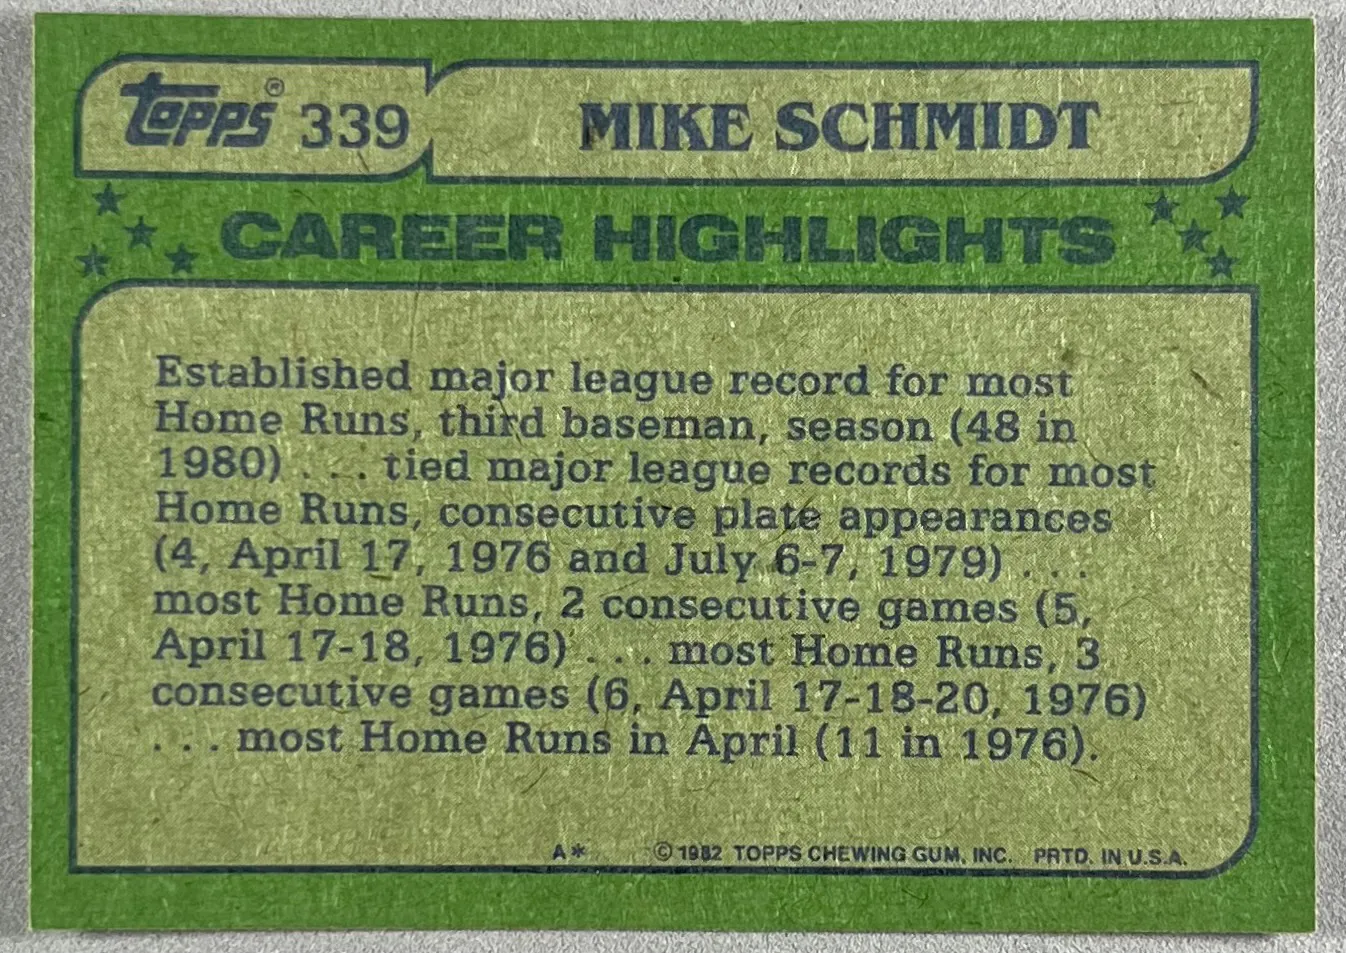 topps® 339 MIKE SCHMIDT
CAREER HIGHLIGHTS
Established major league record for most
Home Runs, third baseman, season (48 in
1980) . . . tied major league records for most
Home Runs, consecutive plate appearances
(4, April 17, 1976 and July 6-7, 1979) . . .
most Home Runs, 2 consecutive games (5,
April 17-18, 1976) . . . most Home Runs, 3
consecutive games (6, April 17-18-20, 1976)
. . . most Home Runs in April (11 in 1976).
A* © 1982 TOPPS CHEWING GUM, INC. PRTD. IN U.S.A.